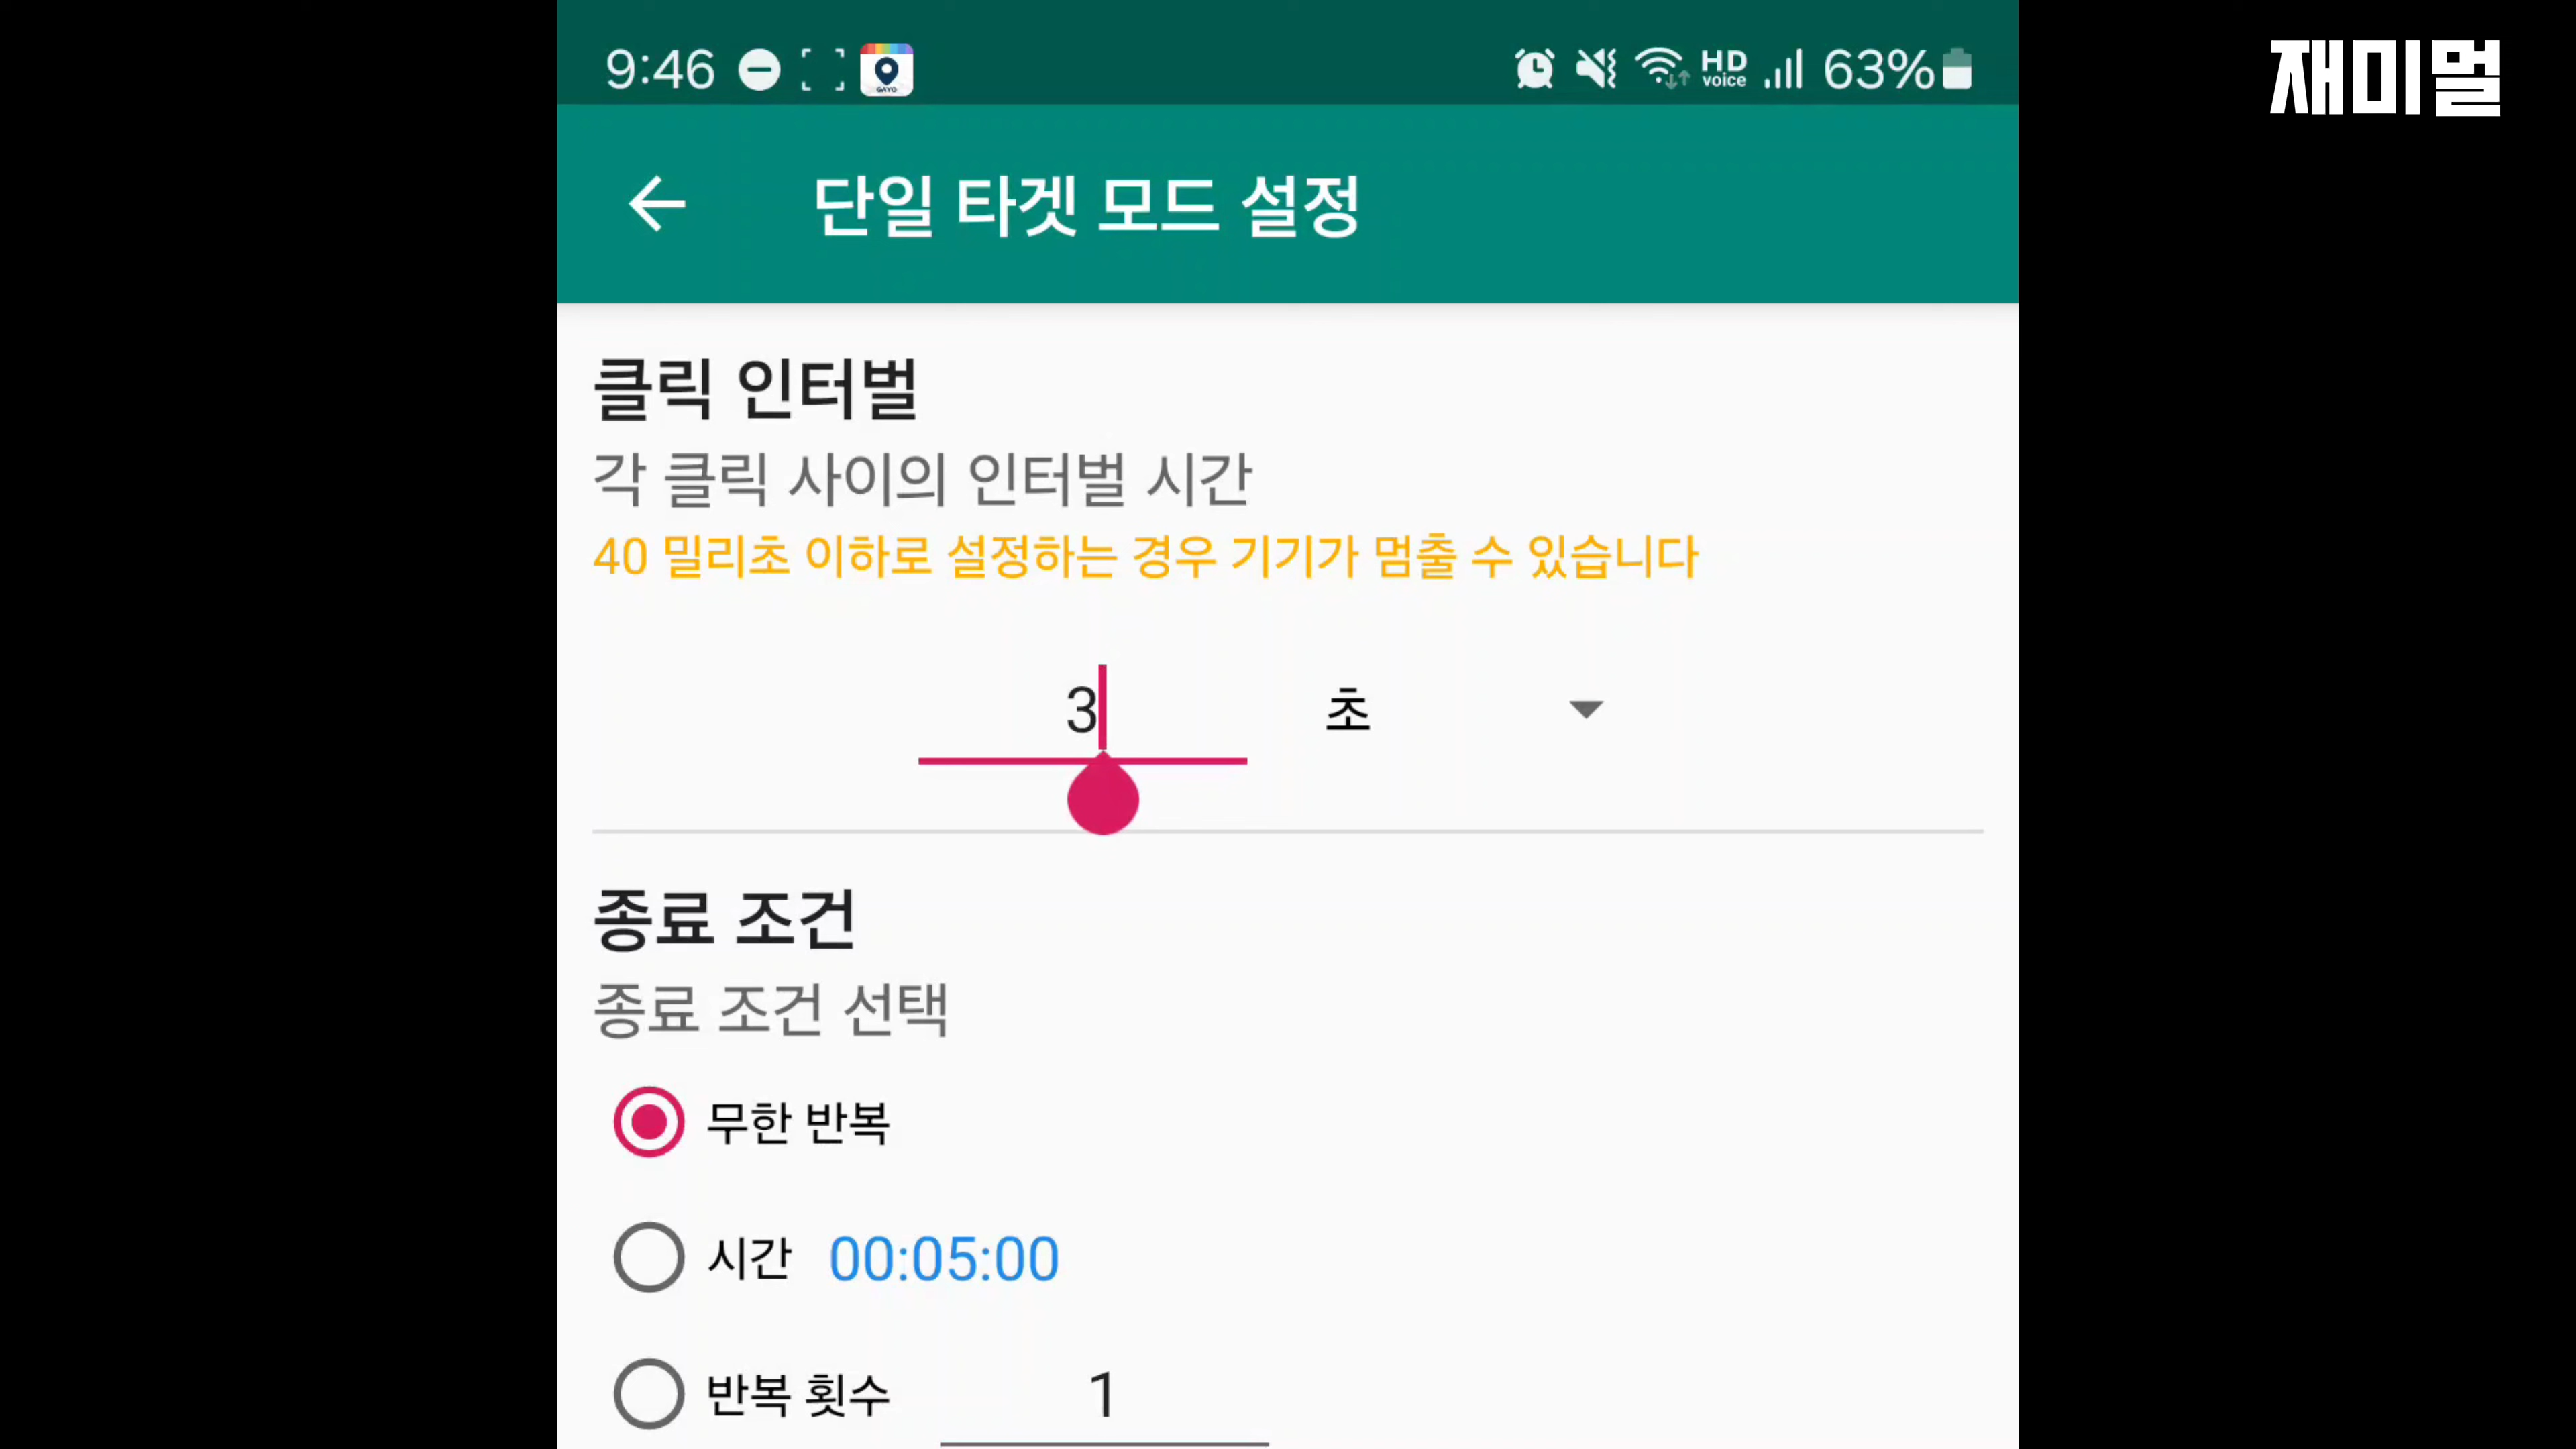 9:46
GAYO
HD voice
63%
재미멀
단일 타겟 모드 설정
클릭 인터벌
각 클릭 사이의 인터벌 시간
40 밀리초 이하로 설정하는 경우 기기가 멈출 수 있습니다
3 초
종료 조건
종료 조건 선택
무한 반복
시간 00:05:00
반복 횟수 1